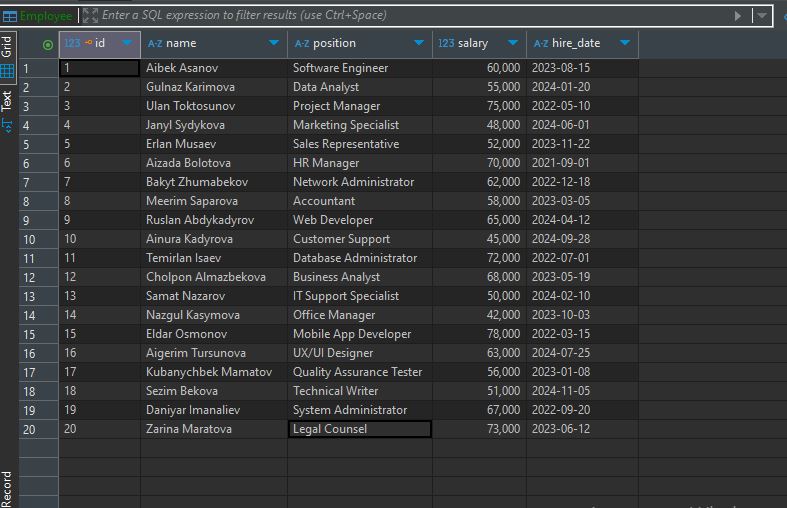 Employee Enter a SQL expression to filter results (use Ctrl+Space)
Grid
Text
Record
123 id A-Z name A-Z position 123 salary A-Z hire_date
1 1 Aibek Asanov Software Engineer 60,000 2023-08-15
2 2 Gulnaz Karimova Data Analyst 55,000 2024-01-20
3 3 Ulan Toktosunov Project Manager 75,000 2022-05-10
4 4 Janyl Sydykova Marketing Specialist 48,000 2024-06-01
5 5 Erlan Musaev Sales Representative 52,000 2023-11-22
6 6 Aizada Bolotova HR Manager 70,000 2021-09-01
7 7 Bakyt Zhumabekov Network Administrator 62,000 2022-12-18
8 8 Meerim Saparova Accountant 58,000 2023-03-05
9 9 Ruslan Abdykadyrov Web Developer 65,000 2024-04-12
10 10 Ainura Kadyrova Customer Support 45,000 2024-09-28
11 11 Temirlan Isaev Database Administrator 72,000 2022-07-01
12 12 Cholpon Almazbekova Business Analyst 68,000 2023-05-19
13 13 Samat Nazarov IT Support Specialist 50,000 2024-02-10
14 14 Nazgul Kasymova Office Manager 42,000 2023-10-03
15 15 Eldar Osmonov Mobile App Developer 78,000 2022-03-15
16 16 Aigerim Tursunova UX/UI Designer 63,000 2024-07-25
17 17 Kubanychbek Mamatov Quality Assurance Tester 56,000 2023-01-08
18 18 Sezim Bekova Technical Writer 51,000 2024-11-05
19 19 Daniyar Imanaliev System Administrator 67,000 2022-09-20
20 20 Zarina Maratova Legal Counsel 73,000 2023-06-12